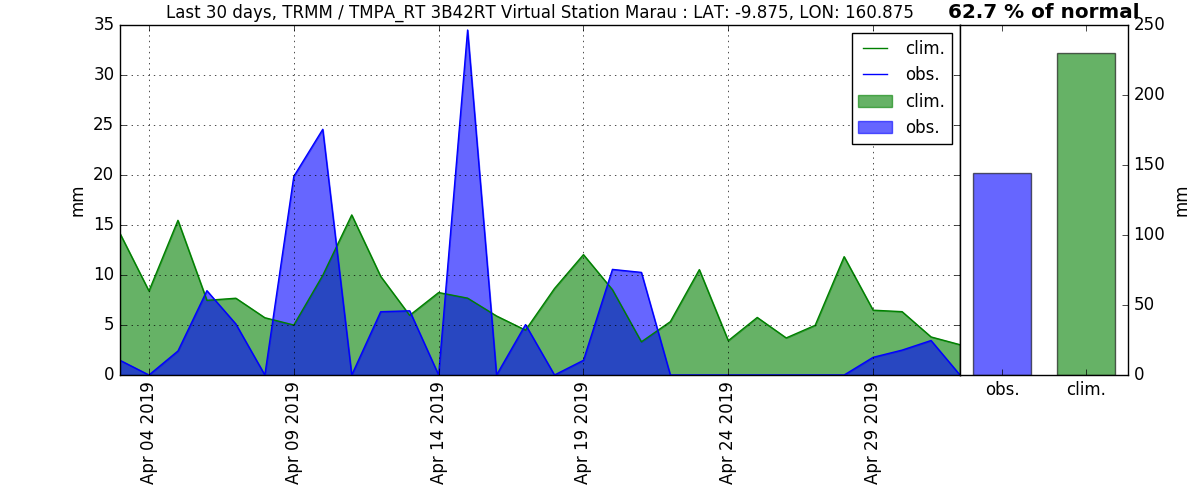 Last 30 days, TRMM / TMPA_RT 3B42RT Virtual Station Marau : LAT: -9.875, LON: 160.875
62.7 % of normal
35
30
25
20
15
10
5
0
mm
clim.
obs.
clim.
obs.
250
200
150
100
50
0
mm
Apr 04 2019
Apr 09 2019
Apr 14 2019
Apr 19 2019
Apr 24 2019
Apr 29 2019
obs.
clim.